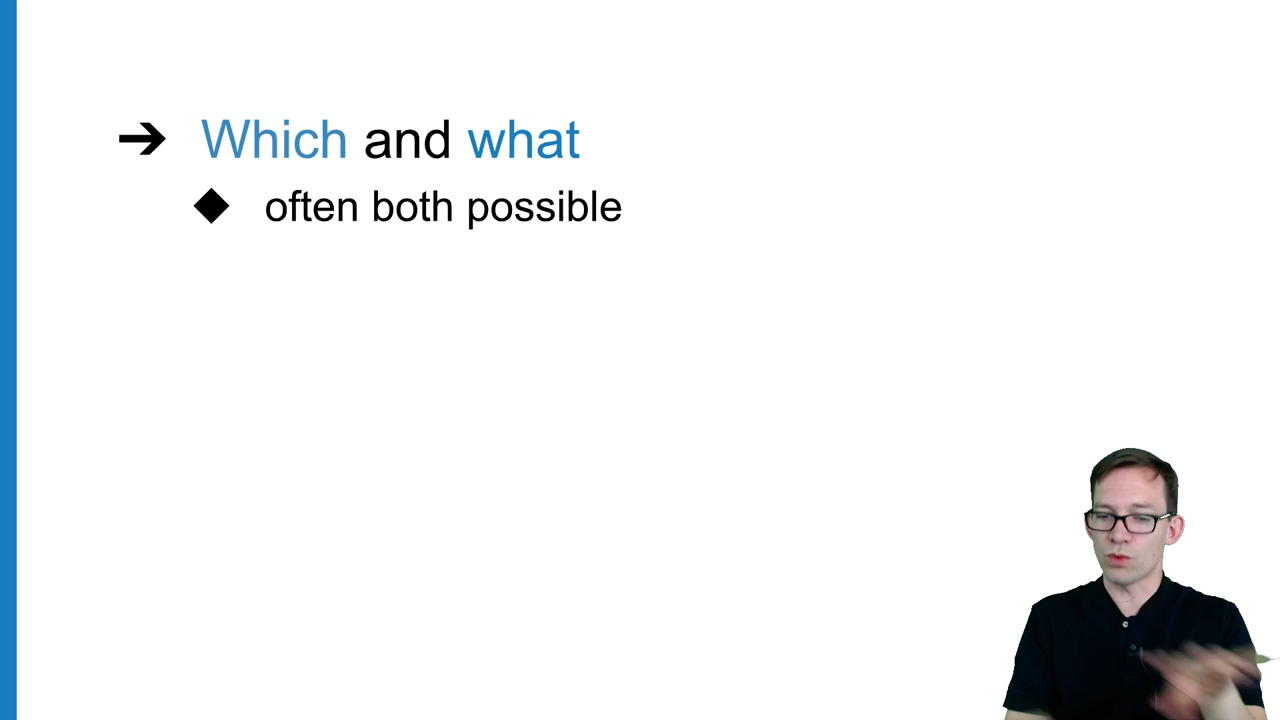 ➔ Which and what
◆ often both possible